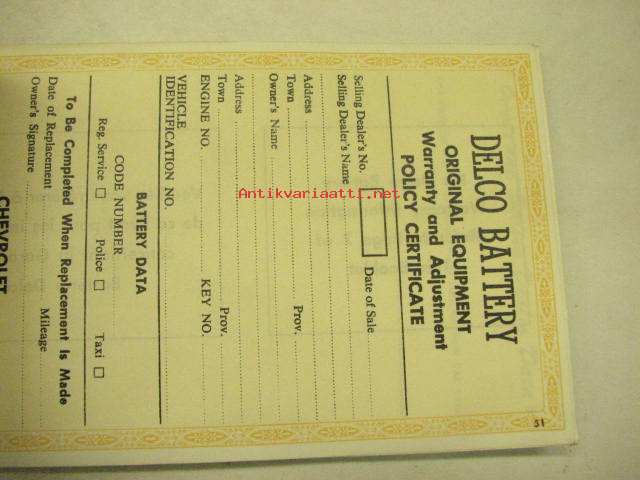 DELCO BATTERY
ORIGINAL EQUIPMENT
Warranty and Adjustment
POLICY CERTIFICATE
Selling Dealer's No. Date of Sale
Selling Dealer's Name
Address
Town Prov.
Owner's Name
Address
Town Prov.
ENGINE NO. KEY NO.
VEHICLE
IDENTIFICATION NO.
BATTERY DATA
CODE NUMBER
Reg. Service □ Police □ Taxi □
To Be Completed When Replacement Is Made
Date of Replacement Mileage
Owner's Signature
CHEVROLET
51
Antikvariaatti.net